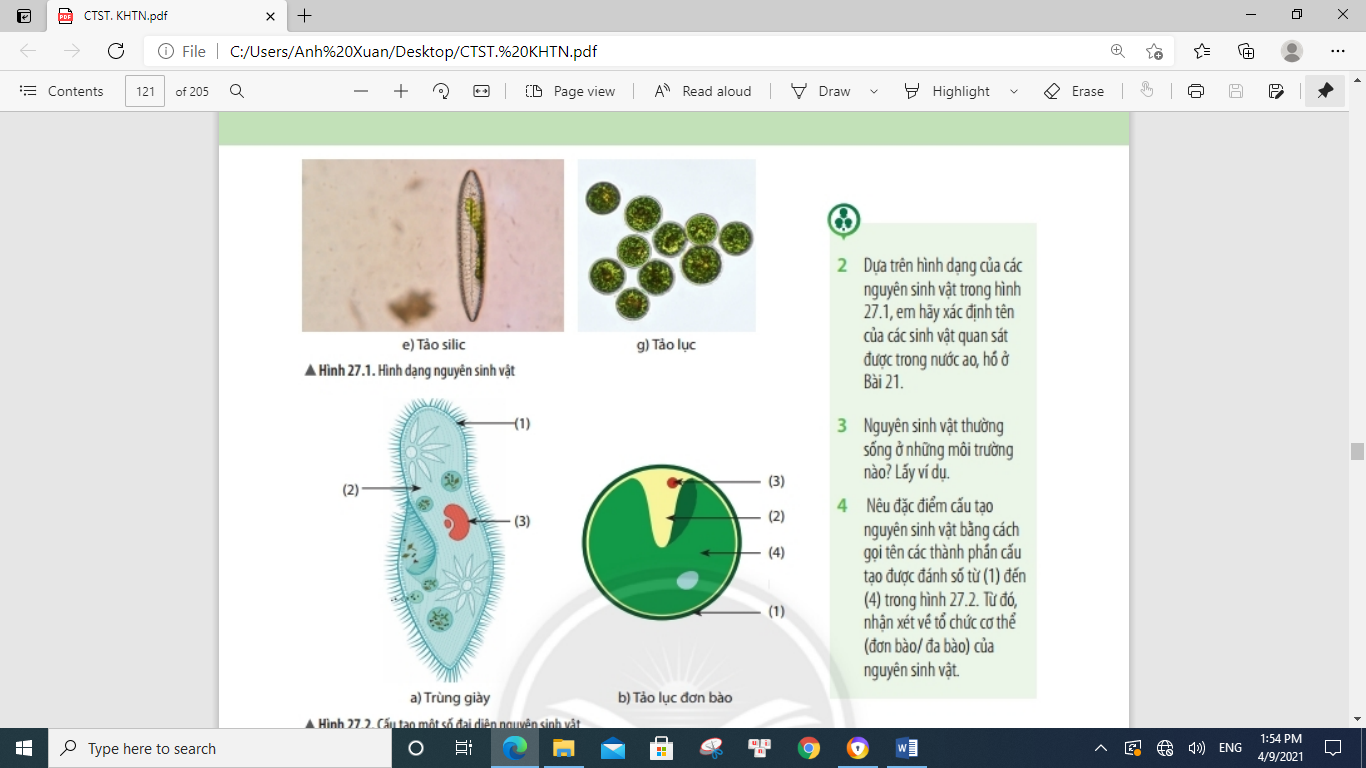 CTST. KHTN.pdf
File C:/Users/Anh%20Xuan/Desktop/CTST.%20KHTN.pdf
Contents 121 of 205 Page view Read aloud Draw Highlight Erase
e) Tảo silic
g) Tảo lục
▲ Hình 27.1. Hình dạng nguyên sinh vật
(1)
(2)
(3)
a) Trùng giày
(3)
(2)
(4)
(1)
b) Tảo lục đơn bào
▲ Hình 27.2. Cấu tạo một số đại diện nguyên sinh vật
2 Dựa trên hình dạng của các
nguyên sinh vật trong hình
27.1, em hãy xác định tên
của các sinh vật quan sát
được trong nước ao, hồ ở
Bài 21.
3 Nguyên sinh vật thường
sống ở những môi trường
nào? Lấy ví dụ.
4 Nêu đặc điểm cấu tạo
nguyên sinh vật bằng cách
gọi tên các thành phần cấu
tạo được đánh số từ (1) đến
(4) trong hình 27.2. Từ đó,
nhận xét về tổ chức cơ thể
(đơn bào/ đa bào) của
nguyên sinh vật.
Type here to search
ENG
1:54 PM
4/9/2021